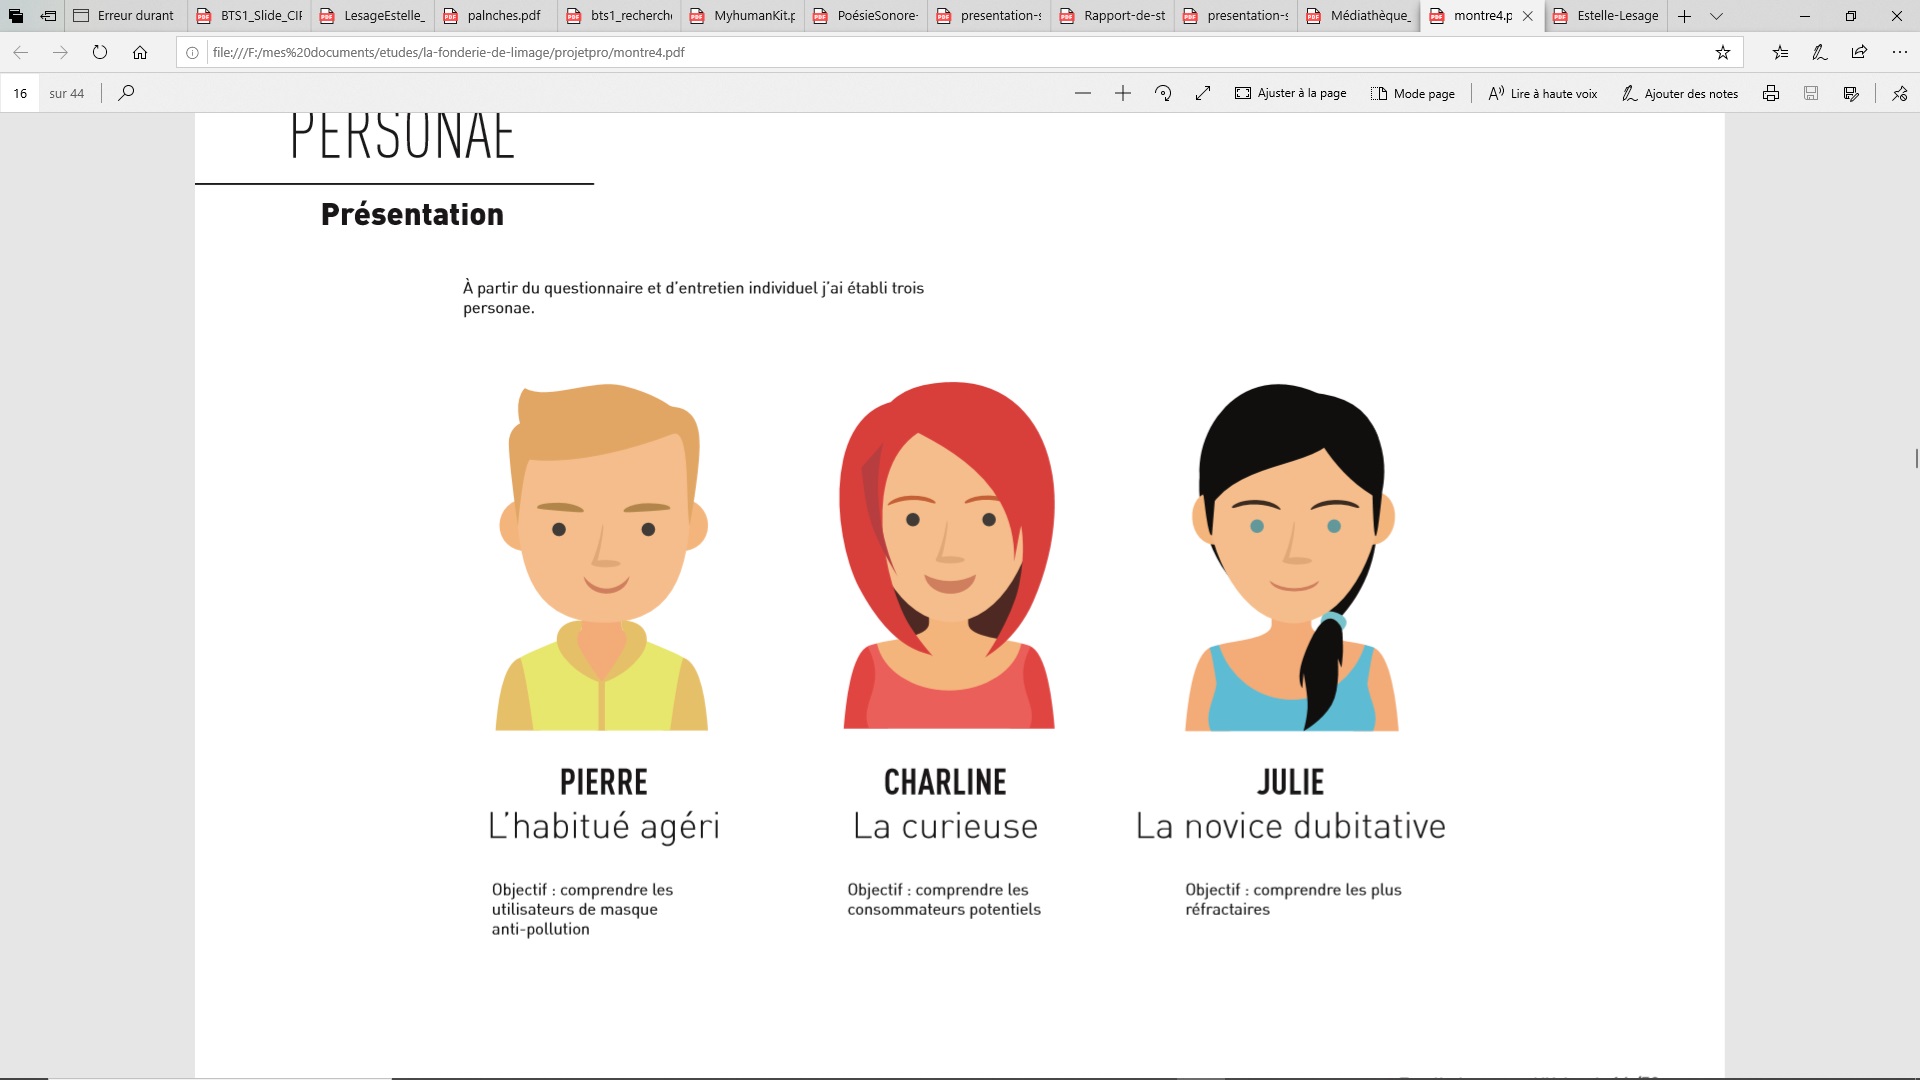 Erreur durant
BTS1_Slide_CIF
LesageEstelle_
palnches.pdf
bts1_recherch
MyhumanKit.p
PoésieSonore-
presentation-s
Rapport-de-st
presentation-s
Médiathèque_
montre4.p
Estelle-Lesage
file:///F:/mes%20documents/etudes/la-fonderie-de-limage/projetpro/montre4.pdf
16 sur 44
Ajuster à la page
Mode page
Lire à haute voix
Ajouter des notes
PERSONAE
Présentation
À partir du questionnaire et d'entretien individuel j'ai établi trois
personae.
PIERRE
L'habitué agéri
Objectif : comprendre les
utilisateurs de masque
anti-pollution
CHARLINE
La curieuse
Objectif : comprendre les
consommateurs potentiels
JULIE
La novice dubitative
Objectif : comprendre les plus
réfractaires